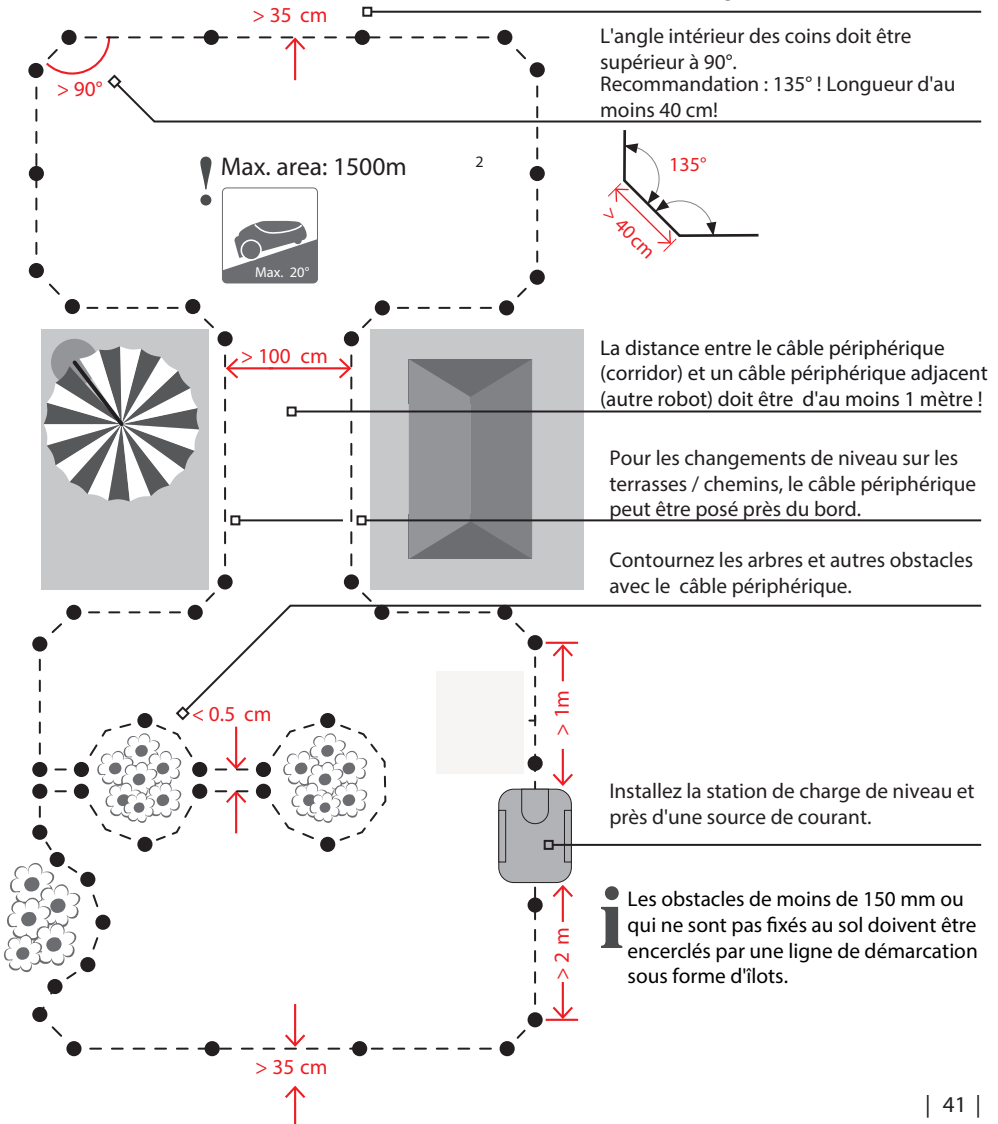 > 35 cm
L'angle intérieur des coins doit être
supérieur à 90°.
Recommandation : 135° ! Longueur d'au
moins 40 cm!
> 90°
! Max. area: 1500m 2
135°
> 40 cm
Max. 20°
> 100 cm
La distance entre le câble périphérique
(corridor) et un câble périphérique adjacent
(autre robot) doit être d'au moins 1 mètre !
Pour les changements de niveau sur les
terrasses / chemins, le câble périphérique
peut être posé près du bord.
Contournez les arbres et autres obstacles
avec le câble périphérique.
< 0.5 cm
> 1m
Installez la station de charge de niveau et
près d'une source de courant.
i Les obstacles de moins de 150 mm ou
qui ne sont pas fixés au sol doivent être
encerclés par une ligne de démarcation
sous forme d'îlots.
> 2 m
> 35 cm
| 41 |